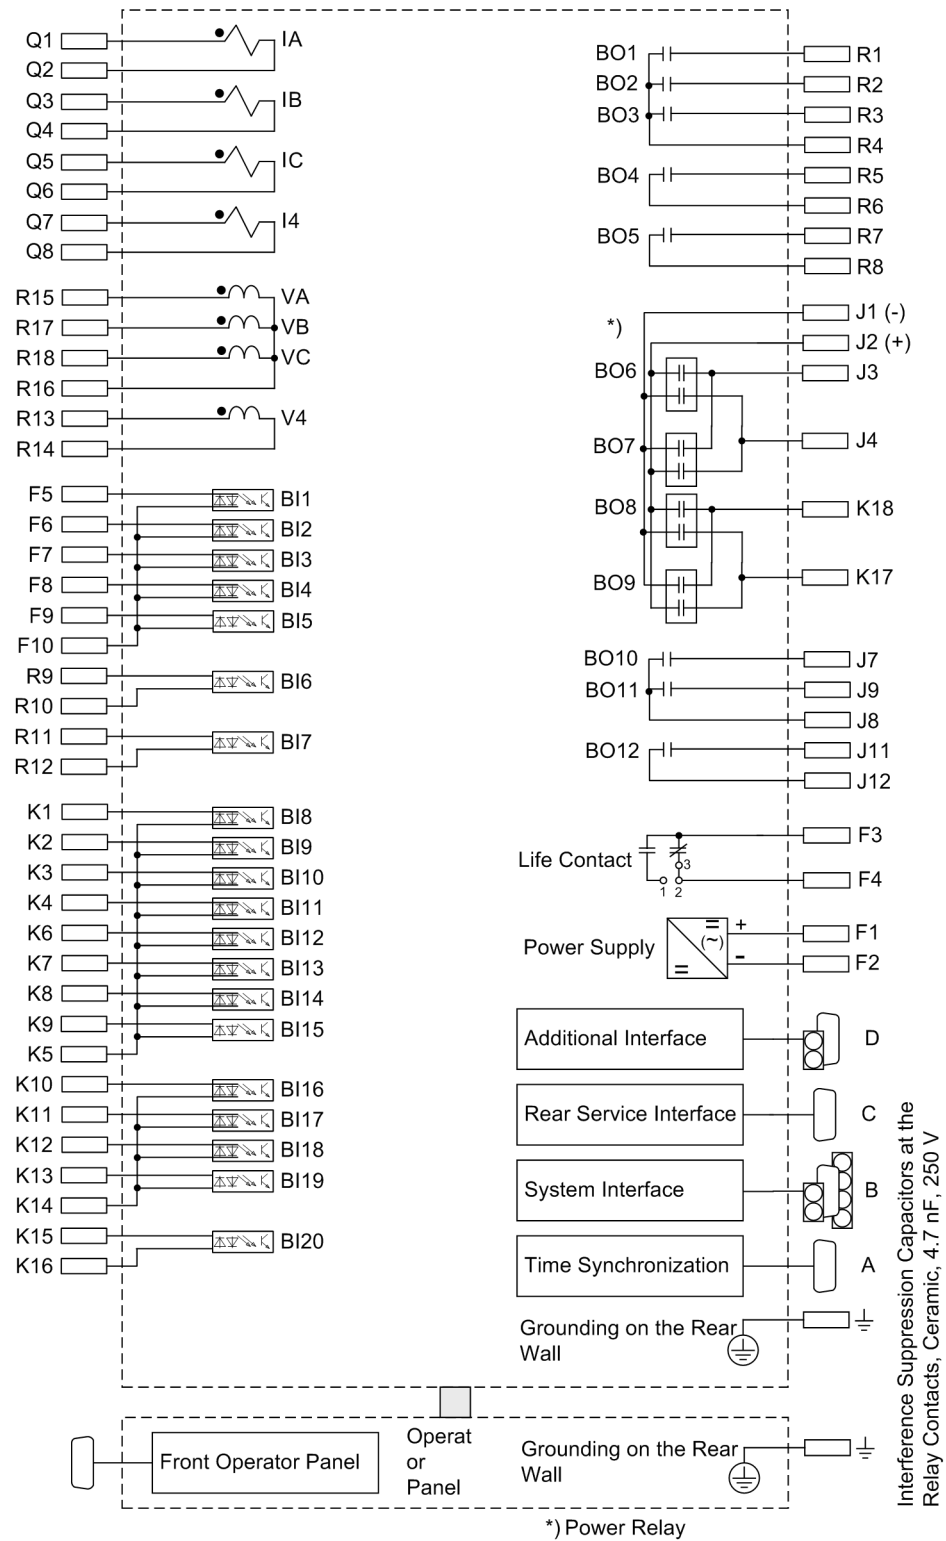 Q1 IA
Q2
Q3 IB
Q4
Q5 IC
Q6
Q7 I4
Q8
R15 VA
R17 VB
R18 VC
R16
R13 V4
R14
F5 BI1
F6 BI2
F7 BI3
F8 BI4
F9 BI5
F10
R9 BI6
R10
R11 BI7
R12
K1 BI8
K2 BI9
K3 BI10
K4 BI11
K6 BI12
K7 BI13
K8 BI14
K9 BI15
K5
K10 BI16
K11 BI17
K12 BI18
K13 BI19
K14
K15 BI20
K16
BO1 R1
BO2 R2
BO3 R3
R4
BO4 R5
R6
BO5 R7
R8
*) J1 (-)
J2 (+)
BO6 J3
BO7 J4
BO8 K18
BO9 K17
BO10 J7
BO11 J9
J8
BO12 J11
J12
Life Contact 1 2 3 F3
F4
Power Supply = (~) = + F1
- F2
Additional Interface D
Rear Service Interface C
System Interface B
Time Synchronization A
Grounding on the Rear
Wall
Front Operator Panel
Operat
or
Panel
Grounding on the Rear
Wall
*) Power Relay
Interference Suppression Capacitors at the
Relay Contacts, Ceramic, 4.7 nF, 250 V